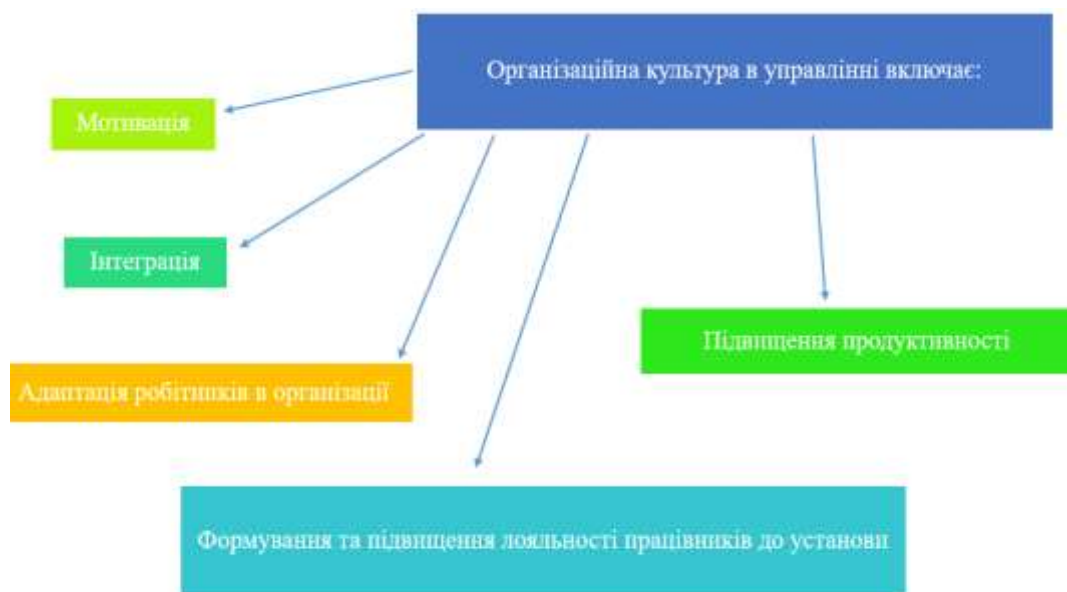 Організаційна культура в управлінні включає:
Мотивація
Інтеграція
Підвищення продуктивності
Адаптація робітників в організації
Формування та підвищення лояльності працівників до установи